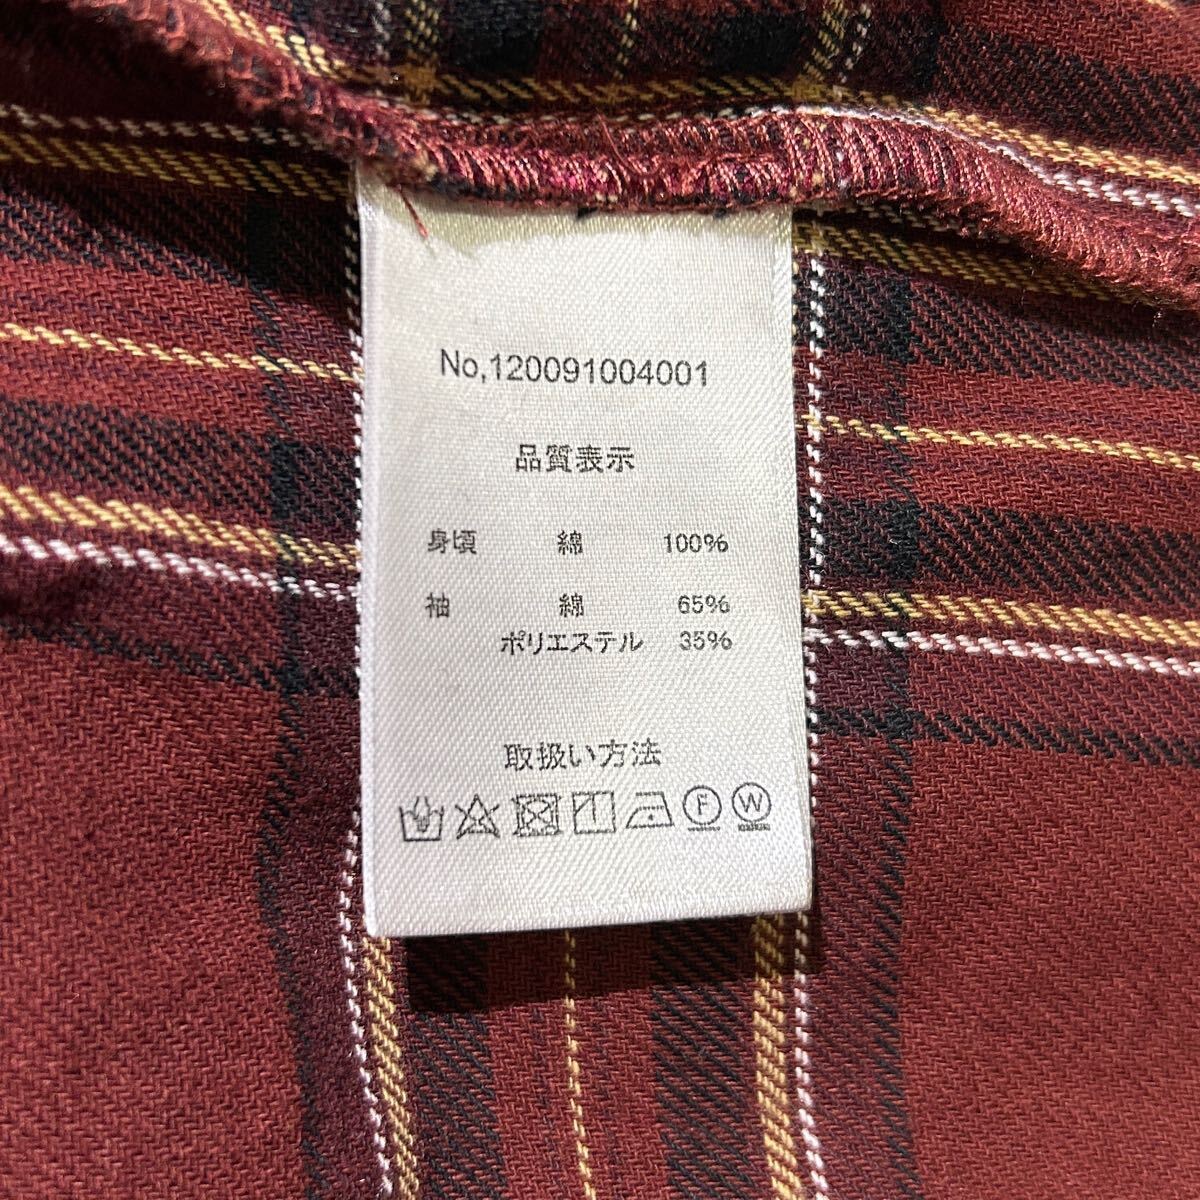 No,120091004001
品質表示
身頃 綿 100%
袖 綿 65%
ポリエステル 35%
取扱い方法
F W